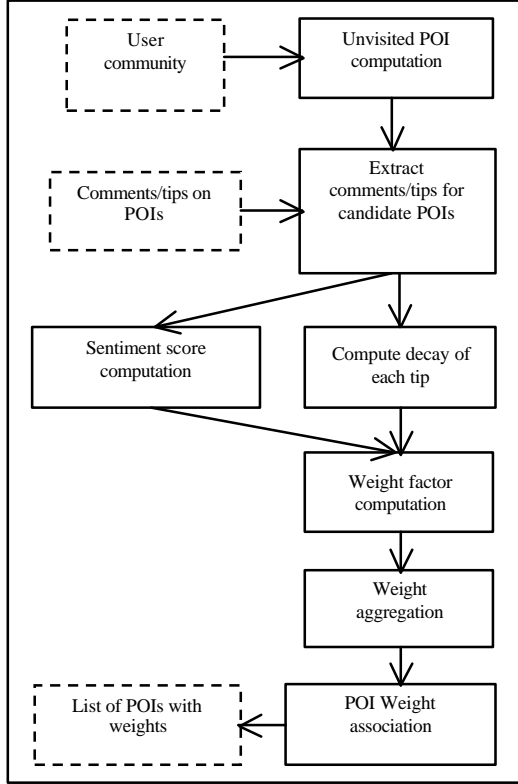 User
community
Unvisited POI
computation
Comments/tips on
POIs
Extract
comments/tips for
candidate POIs
Sentiment score
computation
Compute decay of
each tip
Weight factor
computation
Weight
aggregation
List of POIs with
weights
POI Weight
association